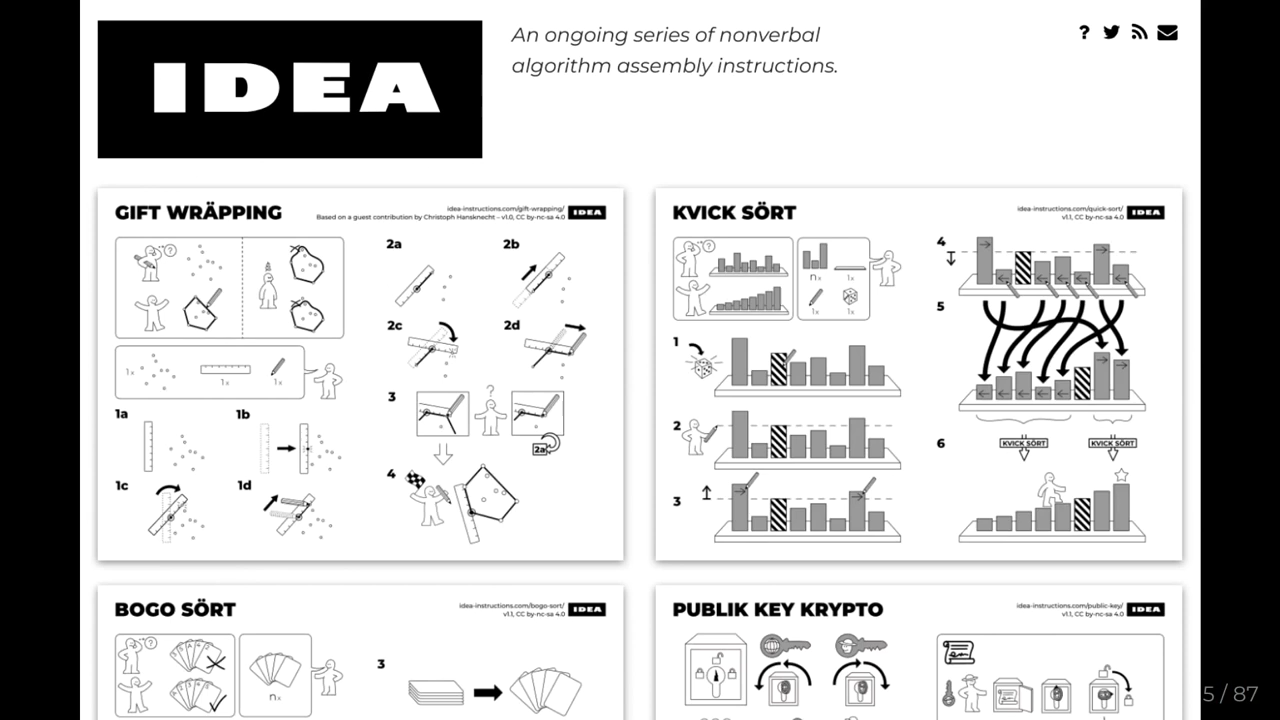 IDEA
An ongoing series of nonverbal
algorithm assembly instructions.
?
GIFT WRÄPPING
idea-instructions.com/gift-wrapping/
Based on a guest contribution by Christoph Hansknecht – v1.0, CC by-nc-sa 4.0
IDEA
?
1x
1x
1x
1a
1b
1c
1d
2a
2b
2c
2d
3
?
2a
4
KVICK SÖRT
idea-instructions.com/quick-sort/
v1.1, CC by-nc-sa 4.0
IDEA
?
nx
1x
1x
1x
1
2
3
4
5
6
KVICK SÖRT
KVICK SÖRT
BOGO SÖRT
idea-instructions.com/bogo-sort/
v1.1, CC by-nc-sa 4.0
IDEA
?
nx
3
PUBLIK KEY KRYPTO
idea-instructions.com/public-key/
v1.1, CC by-nc-sa 4.0
IDEA
5 / 87